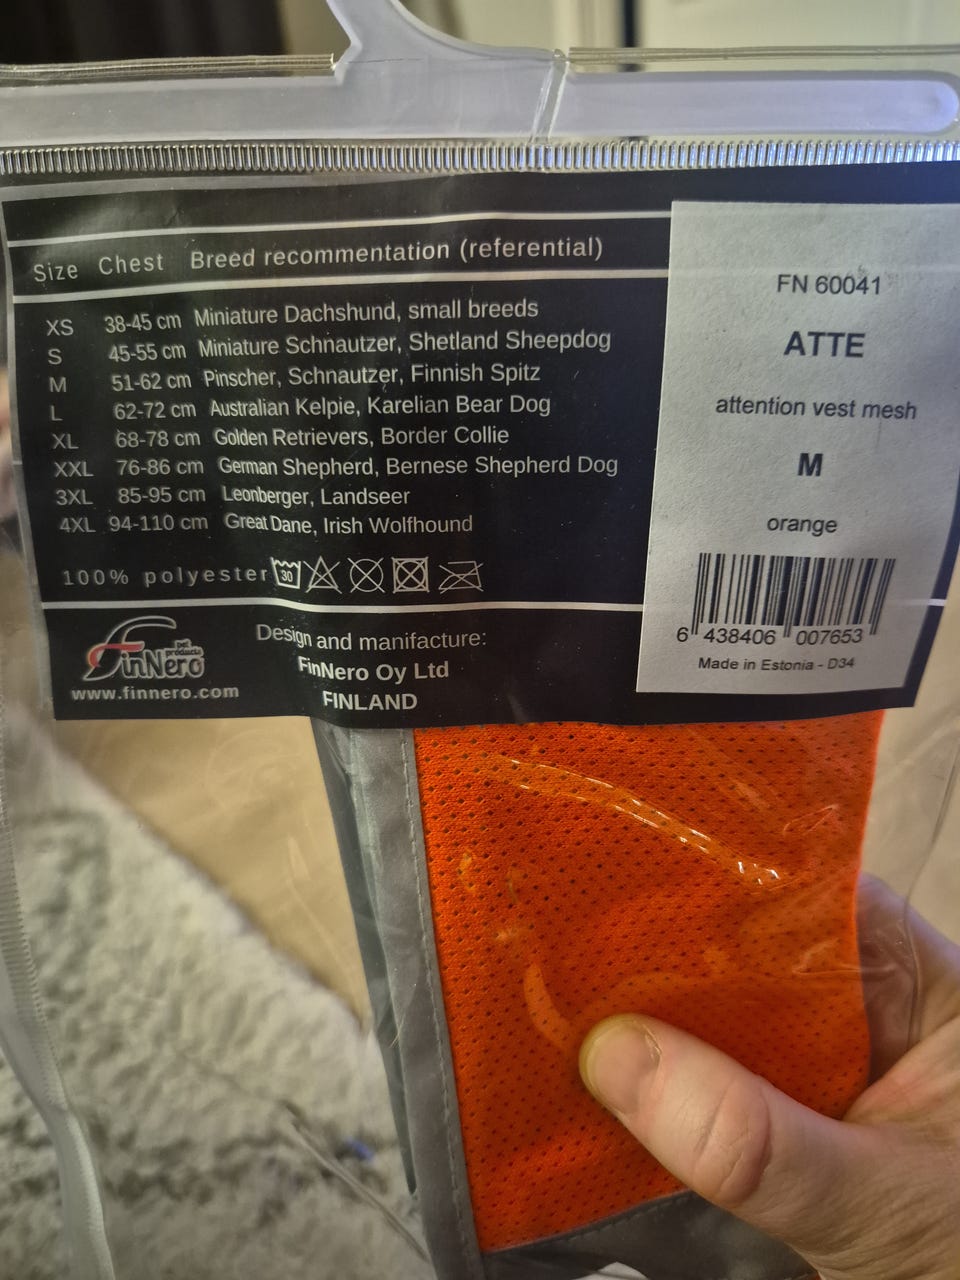 Size Chest Breed recommentation (referential)
XS 38-45 cm Miniature Dachshund, small breeds
S 45-55 cm Miniature Schnautzer, Shetland Sheepdog
M 51-62 cm Pinscher, Schnautzer, Finnish Spitz
L 62-72 cm Australian Kelpie, Karelian Bear Dog
XL 68-78 cm Golden Retrievers, Border Collie
XXL 76-86 cm German Shepherd, Bernese Shepherd Dog
3XL 85-95 cm Leonberger, Landseer
4XL 94-110 cm Great Dane, Irish Wolfhound
100% polyester 30
FinNero pet products
www.finnero.com
Design and manifacture:
FinNero Oy Ltd
FINLAND
FN 60041
ATTE
attention vest mesh
M
orange
6 438406 007653
Made in Estonia - D34